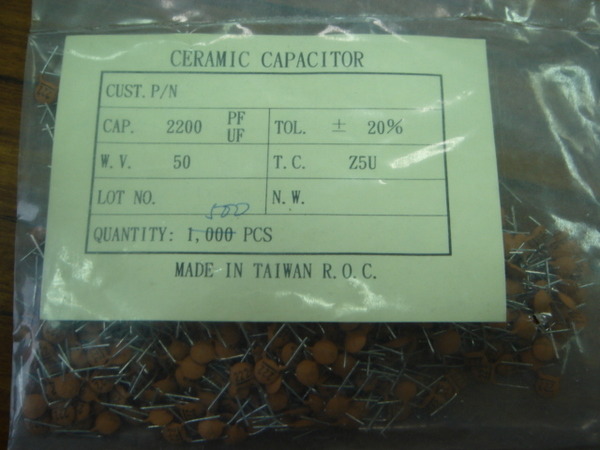 CERAMIC CAPACITOR
CUST. P/N
CAP. 2200 PF UF TOL. ± 20%
W. V. 50 T. C. Z5U
LOT NO. N. W.
500
QUANTITY: 1,000 PCS
MADE IN TAIWAN R. O. C.